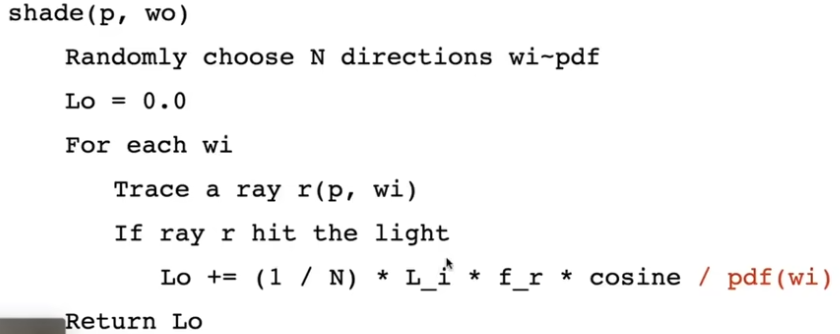 shade(p, wo)
Randomly choose N directions wi~pdf
Lo = 0.0
For each wi
Trace a ray r(p, wi)
If ray r hit the light
Lo += (1 / N) * L_i * f_r * cosine / pdf(wi)
Return Lo